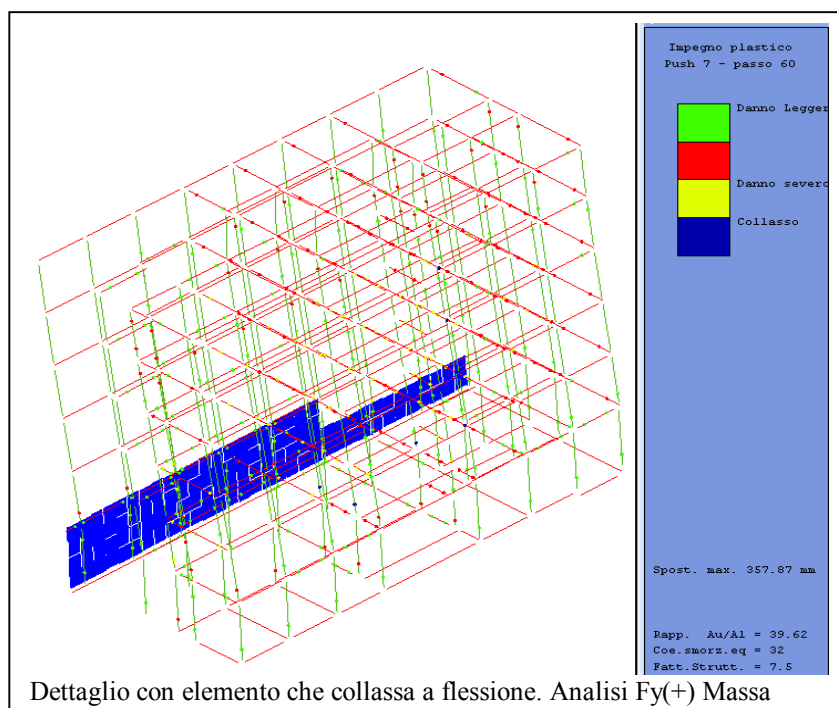 Impegno plastico
Push 7 - passo 60
Danno Legger
Danno severo
Collasso
Spost. max. 357.87 mm
Rapp. Au/Al = 39.62
Coe.smorz.eq = 32
Fatt.Strutt. = 7.5
Dettaglio con elemento che collassa a flessione. Analisi Fy(+) Massa